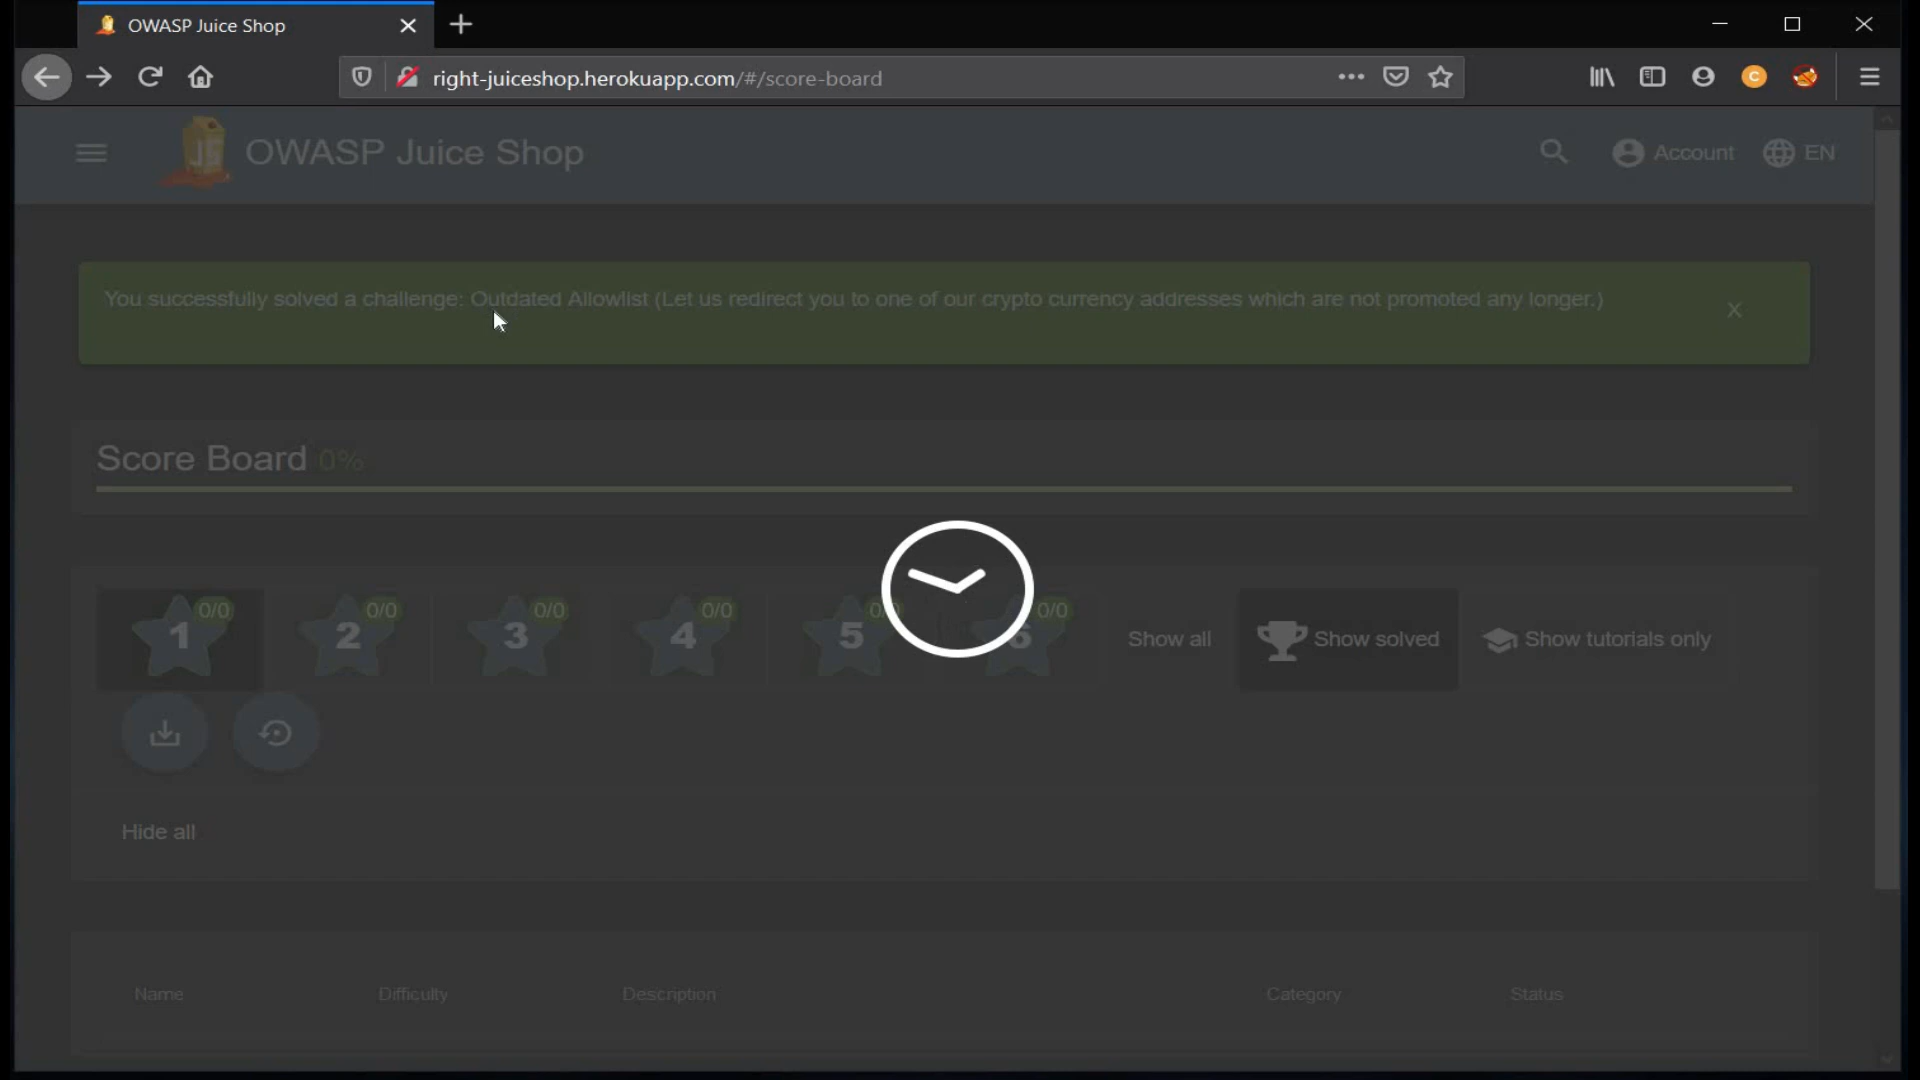 OWASP Juice Shop
right-juiceshop.herokuapp.com/#/score-board
OWASP Juice Shop
Account
EN
You successfully solved a challenge: Outdated Allowlist (Let us redirect you to one of our crypto currency addresses which are not promoted any longer.)
X
Score Board 0%
1 0/0
2 0/0
3 0/0
4 0/0
5 0/0
6 0/0
Show all
Show solved
Show tutorials only
Hide all
Name Difficulty Description Category Status